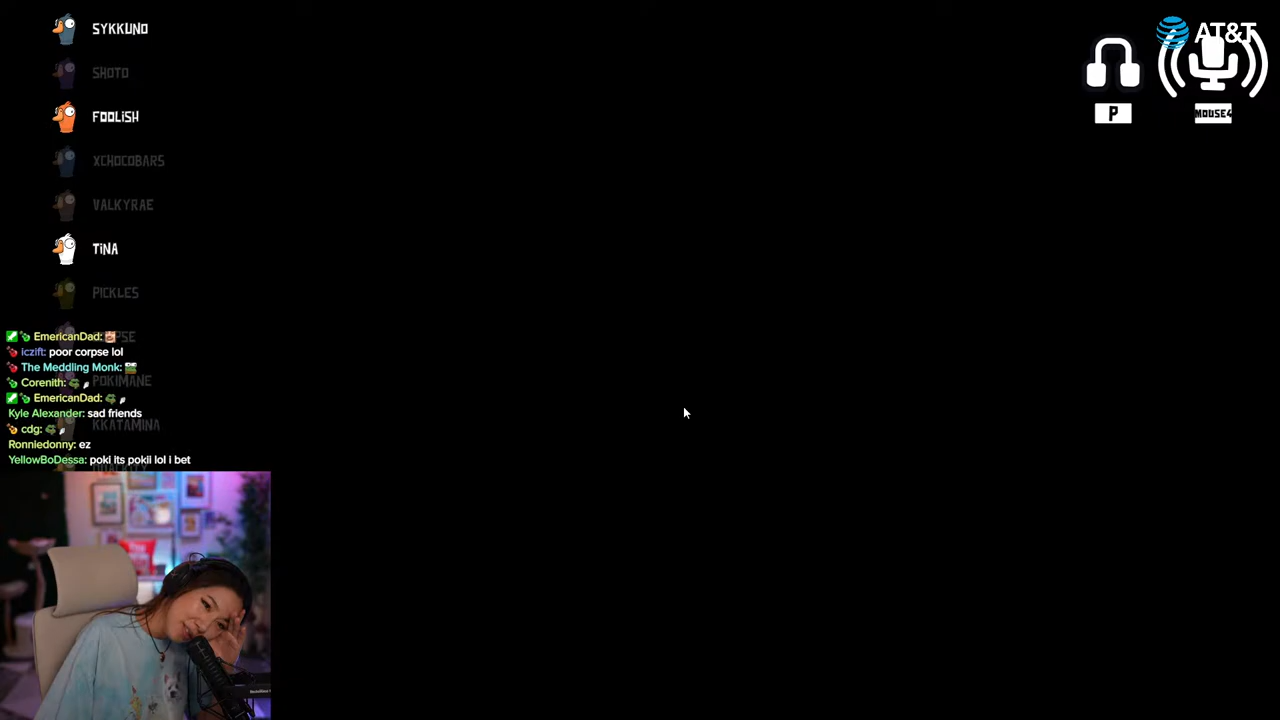 SYKKUNO
AT&T
SHOTO
P
MOUSE4
FOOLISH
XCHOCOBARS
VALKYRAE
TINA
PICKLES
EmericanDad:
iczift: poor corpse lol
The Meddling Monk:
Corenith:
POKIMANE
EmericanDad:
Kyle Alexander: sad friends
KKATAMINA
cdg:
Ronniedonny: ez
YellowBoDessa: poki its pokii lol i bet